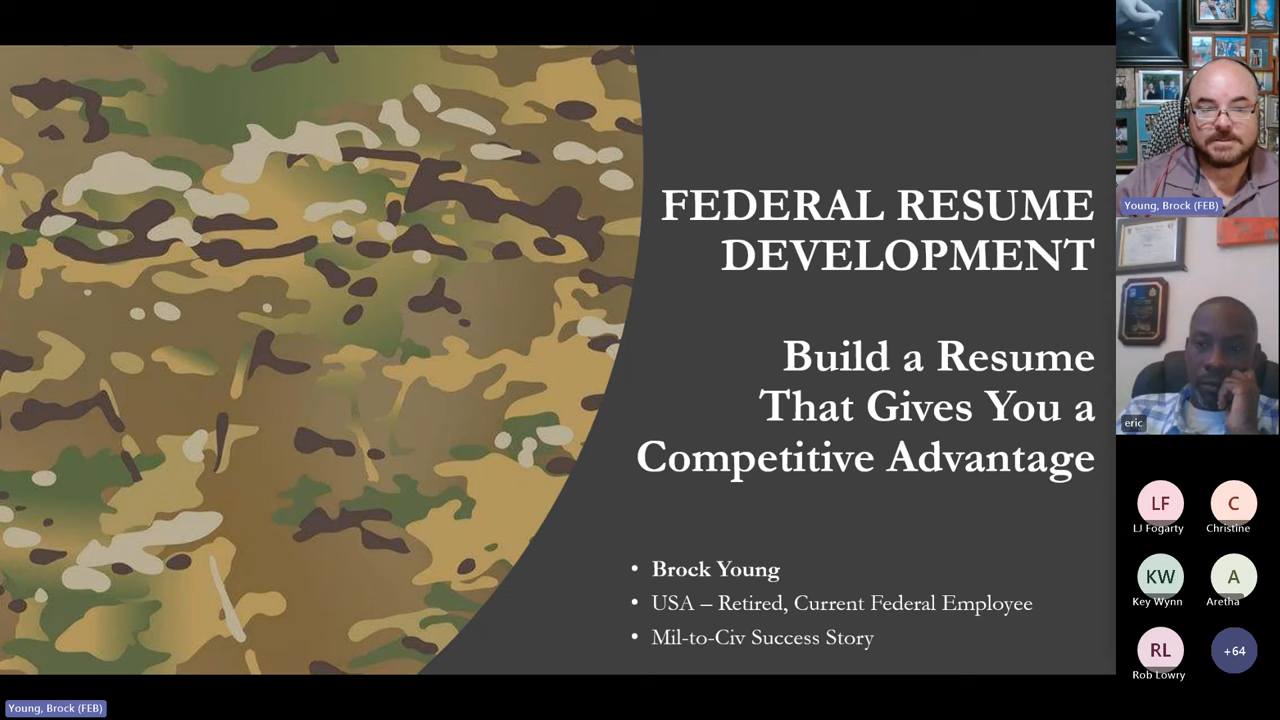 FEDERAL RESUME
DEVELOPMENT
Build a Resume
That Gives You a
Competitive Advantage
• Brock Young
• USA – Retired, Current Federal Employee
• Mil-to-Civ Success Story
Young, Brock (FEB)
eric
LF
LJ Fogarty
C
Christine
KW
Key Wynn
A
Aretha
RL
Rob Lowry
+64
Young, Brock (FEB)